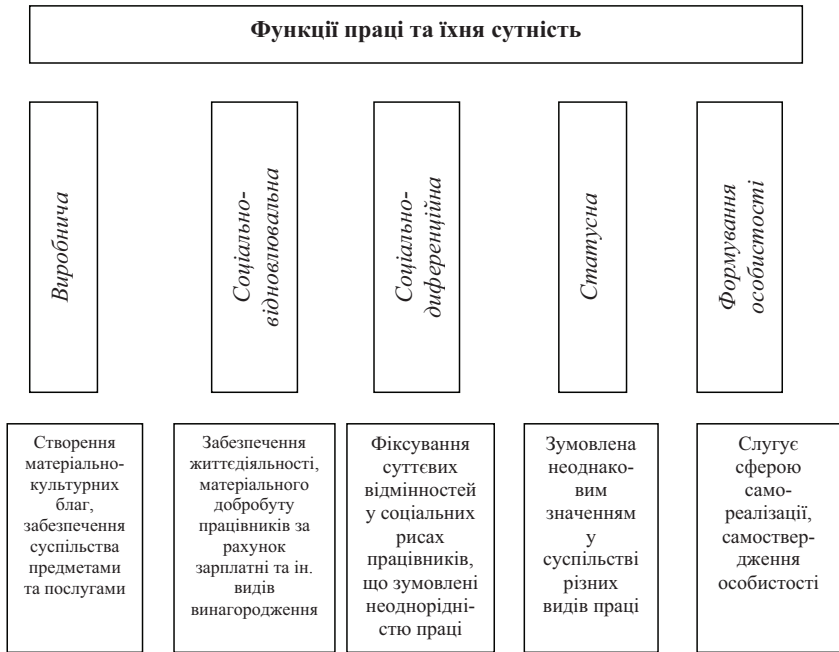 Функції праці та їхня сутність
Виробнича
Соціально-
відновлювальна
Соціально-
диференційна
Статусна
Формування
особистості
Створення
матеріально-
культурних
благ,
забезпечення
суспільства
предметами
та послугами
Забезпечення
життєдіяльності,
матеріального
добробуту
працівників за
рахунок
зарплатні та ін.
видів
винагородження
Фіксування
суттєвих
відмінностей
у соціальних
рисах
працівників,
що зумовлені
неоднорідні-
стю праці
Зумовлена
неоднако-
вим
значенням
у
суспільстві
різних
видів праці
Слугує
сферою
само-
реалізації,
самоствер-
дження
особистості